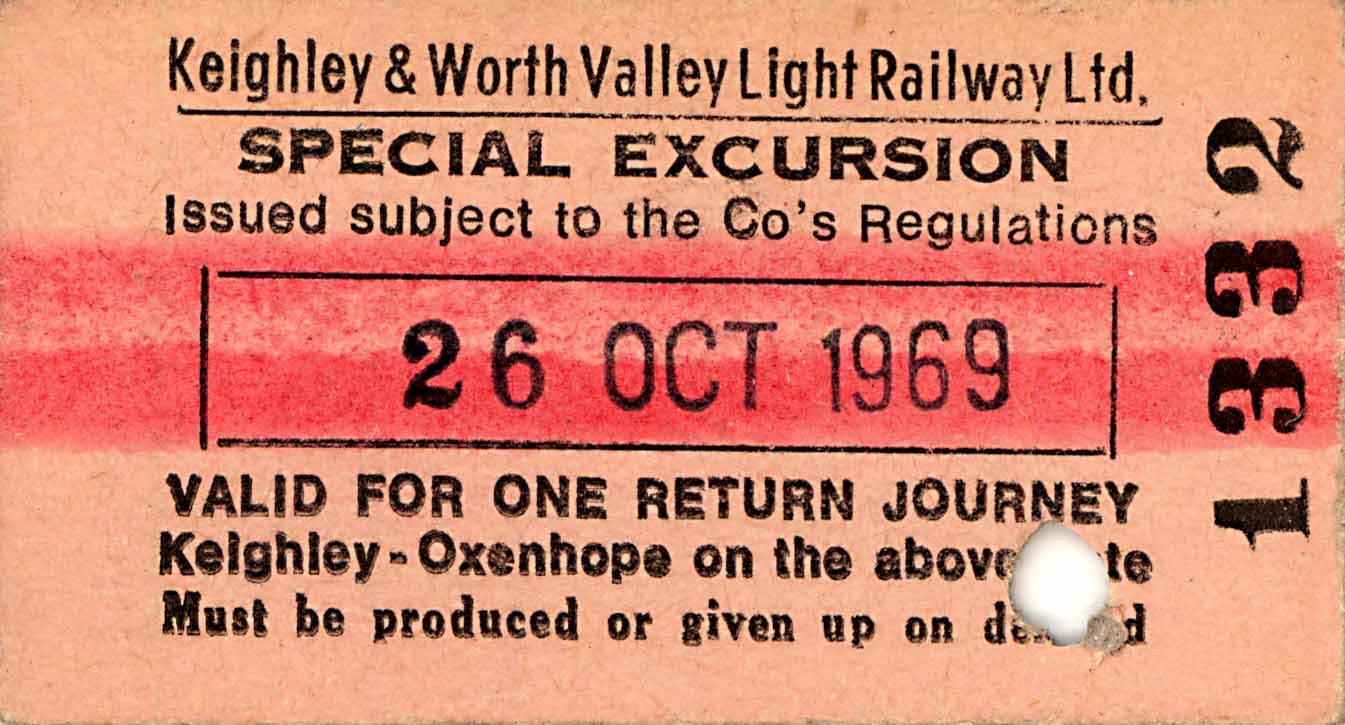 Keighley & Worth Valley Light Railway Ltd.
SPECIAL EXCURSION
Issued subject to the Co's Regulations
26 OCT 1969
VALID FOR ONE RETURN JOURNEY
Keighley - Oxenhope on the above
Must be produced or given up on
1332